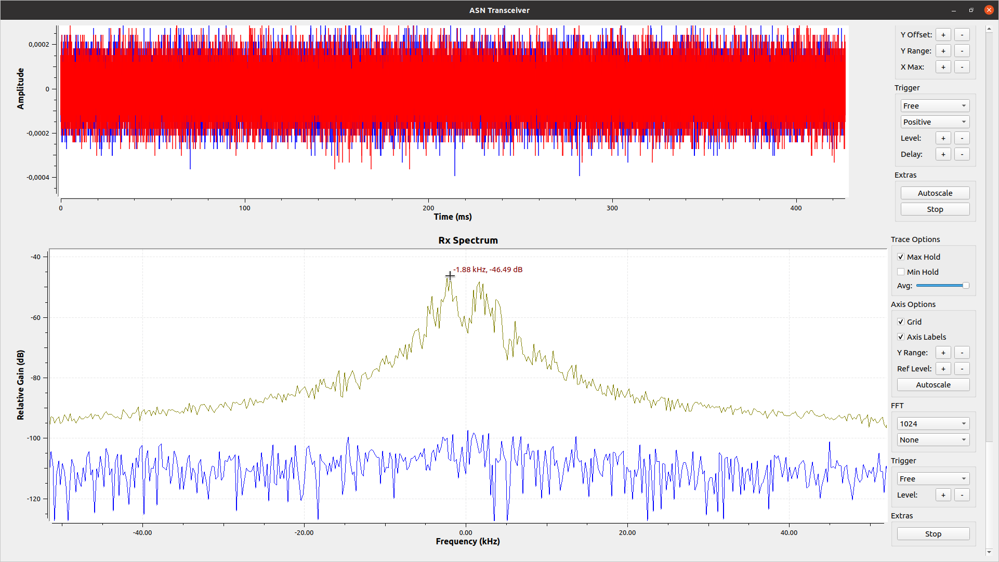 ASN Transceiver
0,0002
0
-0,0002
-0,0004
Amplitude
0
100
200
300
400
Time (ms)
Y Offset:
+
-
Y Range:
+
-
X Max:
+
-
Trigger
Free
Positive
Level:
+
-
Delay:
+
-
Extras
Autoscale
Stop
Rx Spectrum
-40
-60
-80
-100
-120
Relative Gain (dB)
-1.88 kHz, -46.49 dB
-40.00
-20.00
0.00
20.00
40.00
Frequency (kHz)
Trace Options
Max Hold
Min Hold
Avg:
Axis Options
Grid
Axis Labels
Y Range:
+
-
Ref Level:
+
-
Autoscale
FFT
1024
None
Trigger
Free
Level:
+
-
Extras
Stop